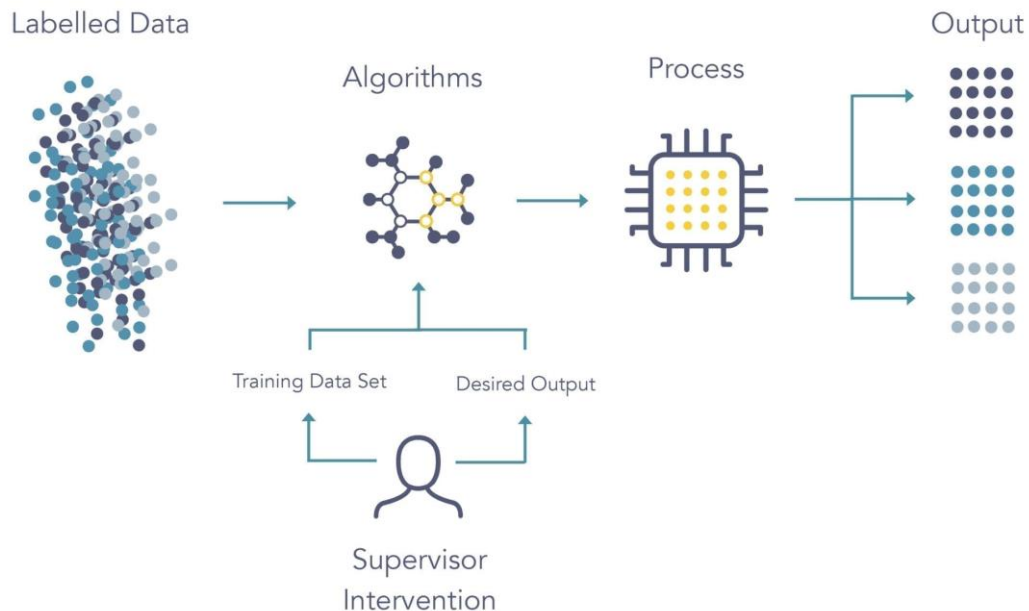 Labelled Data
Output
Algorithms
Process
Training Data Set
Desired Output
Supervisor
Intervention